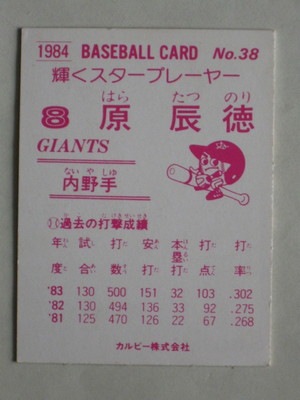 1984 BASEBALL CARD No.38
輝くスタープレーヤー
はら たつ のり
8 原 辰徳
GIANTS
ないやしゅ
内野手
過去の打撃成績
年度 試合 打数 安打 本塁打 打点 打率
'83 130 500 151 32 103 .302
'82 130 494 136 33 92 .275
'81 125 470 126 22 67 .268
カルビー株式会社